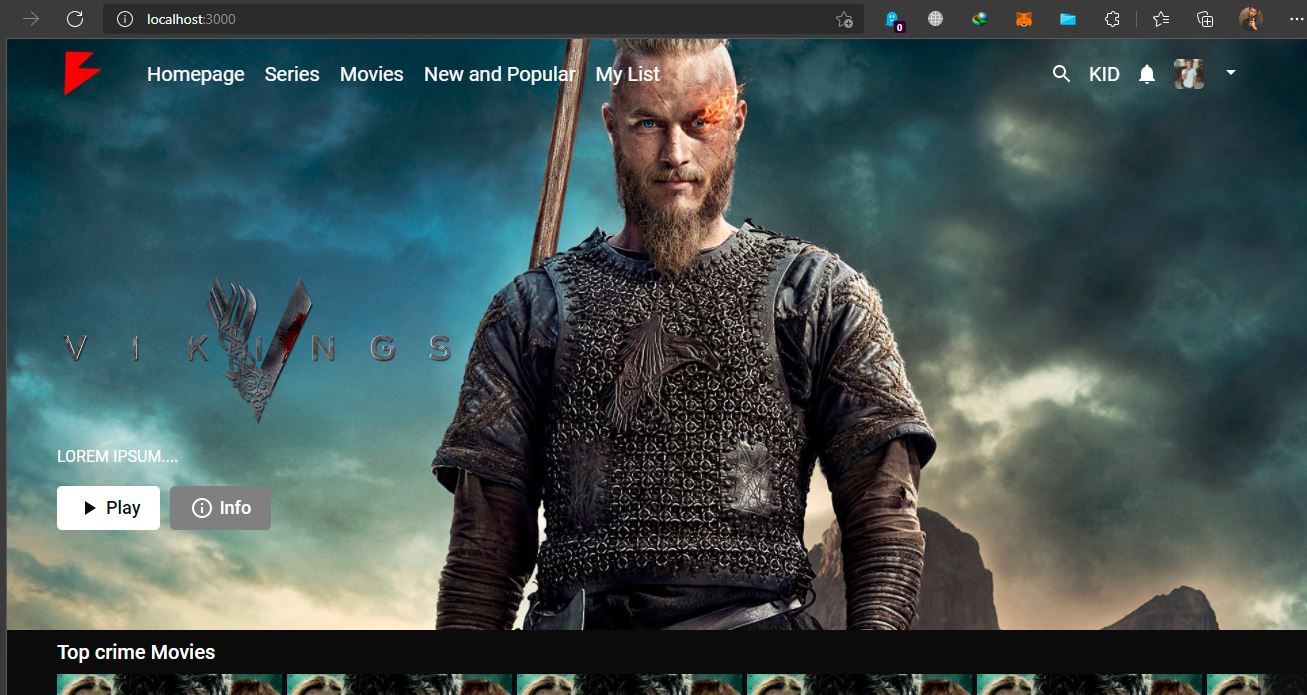 localhost:3000
0
Homepage Series Movies New and Popular My List KID
VIKINGS
LOREM IPSUM....
Play Info
Top crime Movies